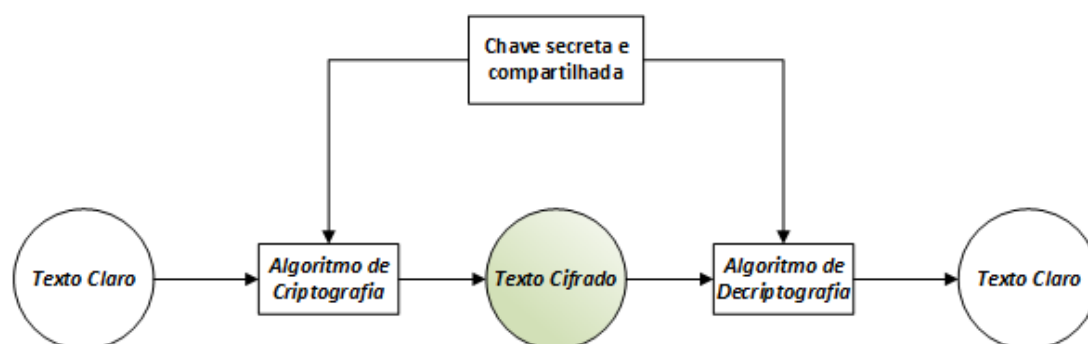 Chave secreta e
compartilhada
Texto Claro
Algoritmo de
Criptografia
Texto Cifrado
Algoritmo de
Decriptografia
Texto Claro